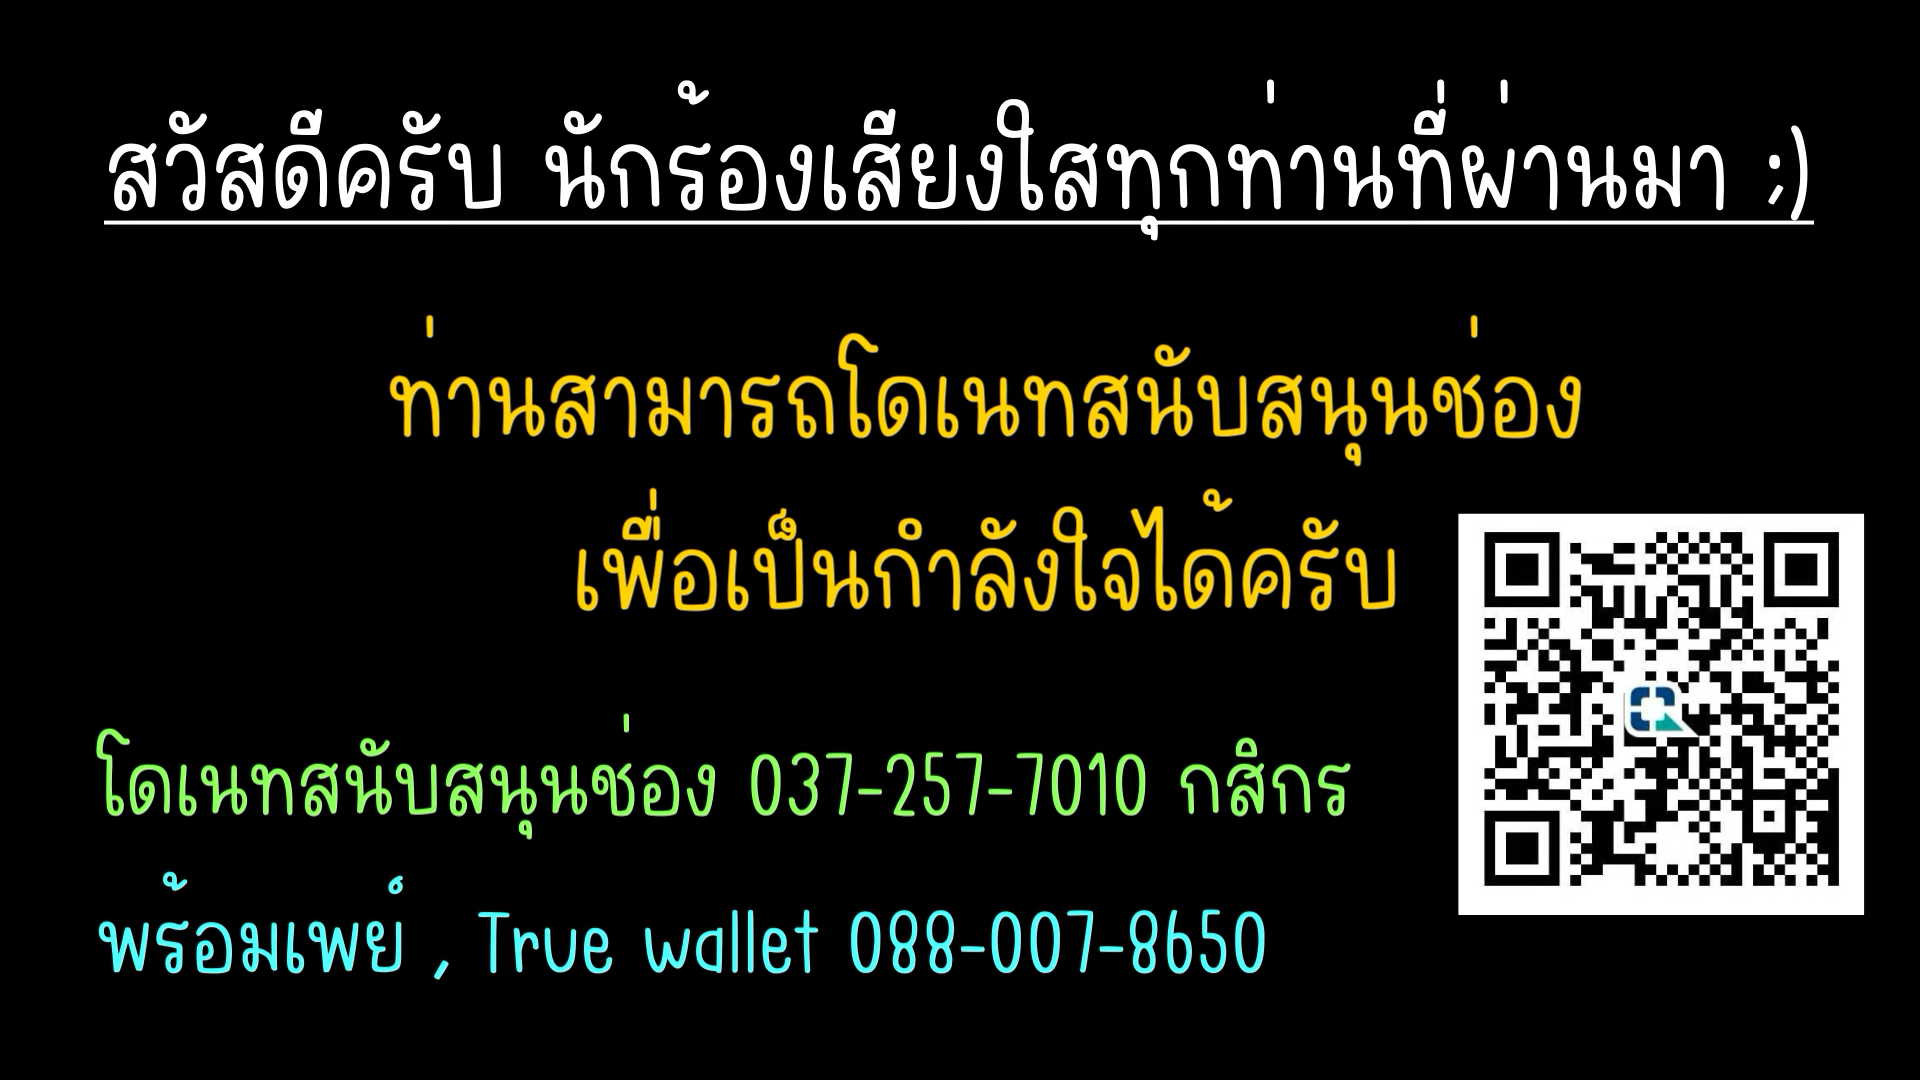 สวัสดีครับ นักร้องเสียงใสทุกท่านที่ผ่านมา ;)
ท่านสามารถโดเนทสนับสนุนช่อง
เพื่อเป็นกำลังใจได้ครับ
โดเนทสนับสนุนช่อง 037-257-7010 กสิกร
พร้อมเพย์ , True wallet 088-007-8650